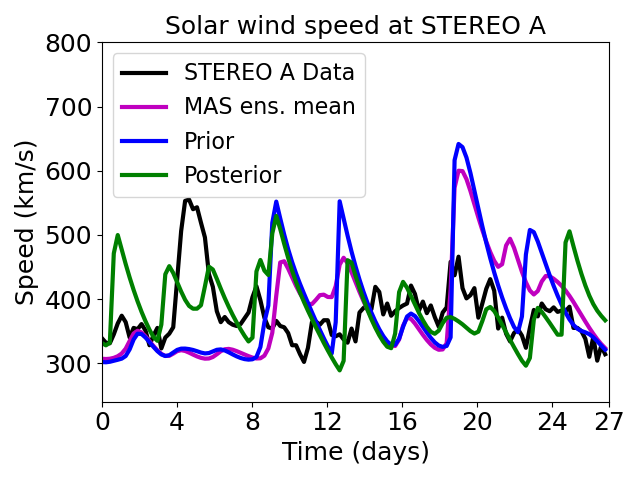 Solar wind speed at STEREO A
800
700
600
500
400
300
Speed (km/s)
STEREO A Data
MAS ens. mean
Prior
Posterior
0 4 8 12 16 20 24 27
Time (days)